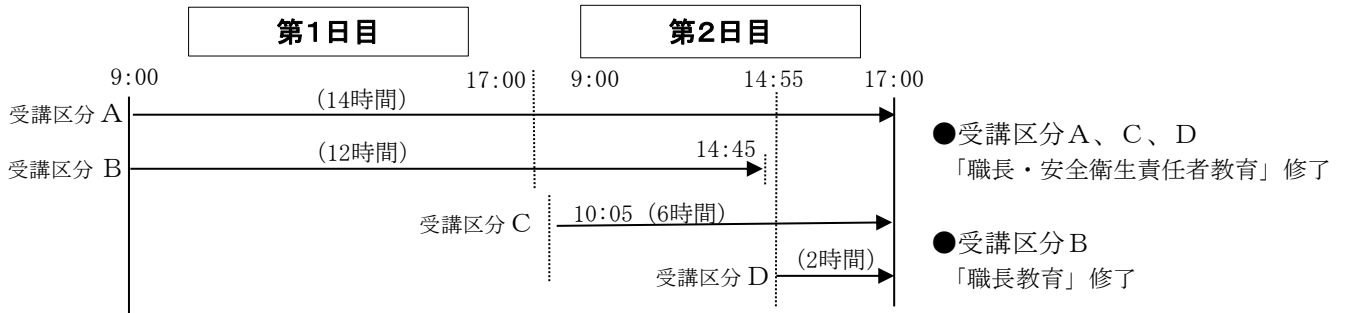 第1日目 第2日目
9:00 17:00 9:00 14:55 17:00
受講区分 A (14時間)
受講区分 B (12時間) 14:45
受講区分 C 10:05 (6時間)
受講区分 D (2時間)
●受講区分A、C、D
「職長・安全衛生責任者教育」修了
●受講区分B
「職長教育」修了